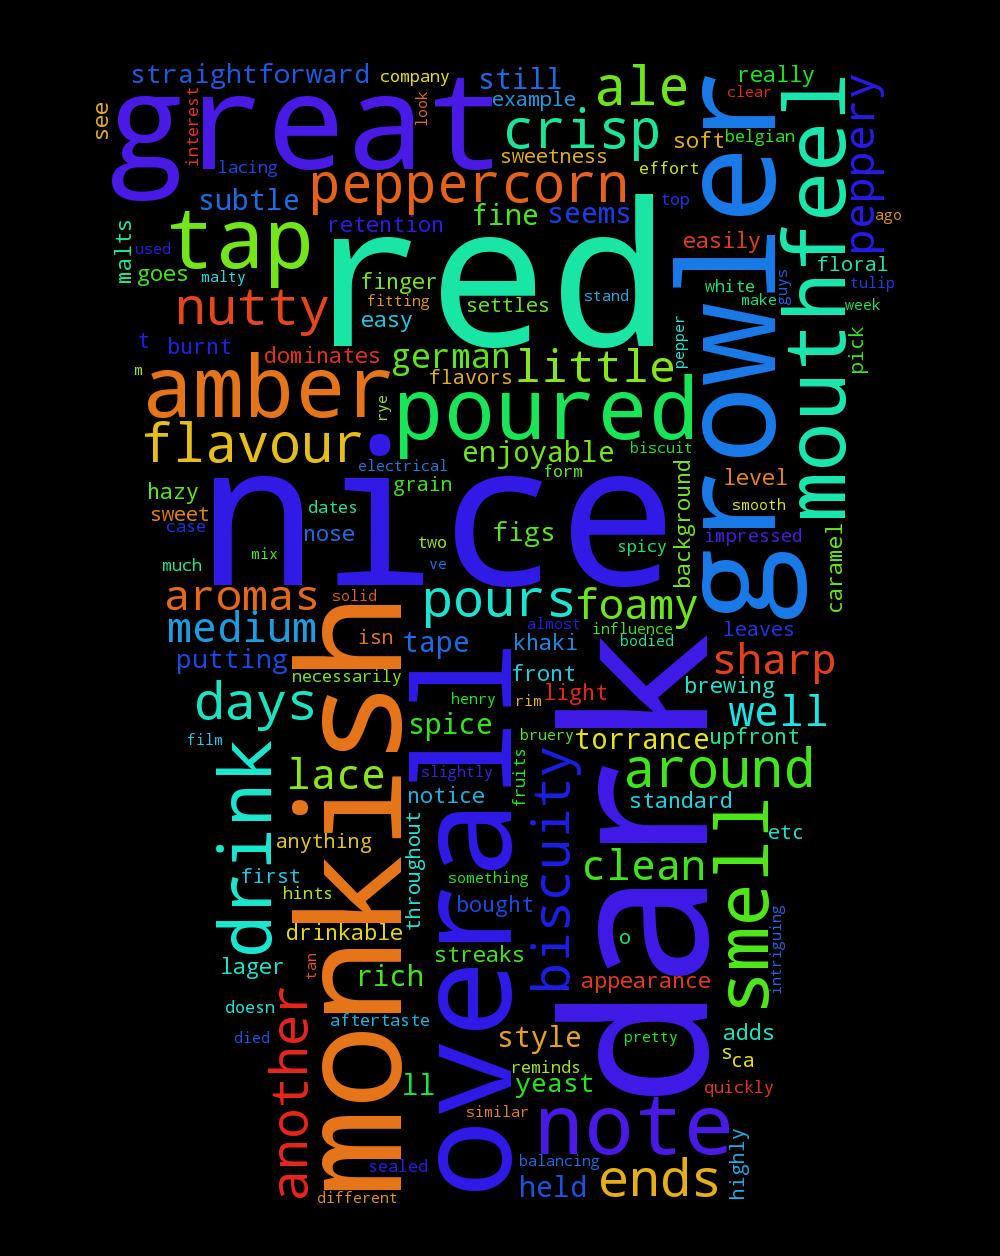 straightforward
company
still
example
ale
really
clear
see
great
interest
look
crisp
soft
belgian
growler
mouthfeel
peppery
lacing
peppercorn
sweetness
effort
subtle
retention
fine
seems
top
ago
malts
used
tap
red
easily
goes
malty
finger
fitting
settles
stand
white
make
guys
floral
tulip
week
nutty
easy
pepper
pick
t
burnt
dominates
german
little
m
amber
flavors
rye
poured
flavour
enjoyable
biscuit
electrical
form
hazy
nice
grain
background
level
sweet
case
dates
nose
two
figs
smooth
impressed
much
mix
ve
spicy
caramel
aromas
solid
pours
foamy
medium
isn
tape
almost
influence
khaki
bodied
leaves
putting
monkish
overall
dark
sharp
necessarily
front
light
brewing
days
henry
rim
well
film
spice
bruery
torrance
upfront
drink
lace
slightly
fruits
biscuity
around
notice
standard
smell
etc
anything
throughout
first
hints
something
clean
drinkable
bought
o
intriguing
lager
tan
rich
streaks
appearance
doesn
another
aftertaste
died
style
pretty
adds
s
ca
ll
reminds
yeast
quickly
similar
note
sealed
balancing
highly
different
held
ends